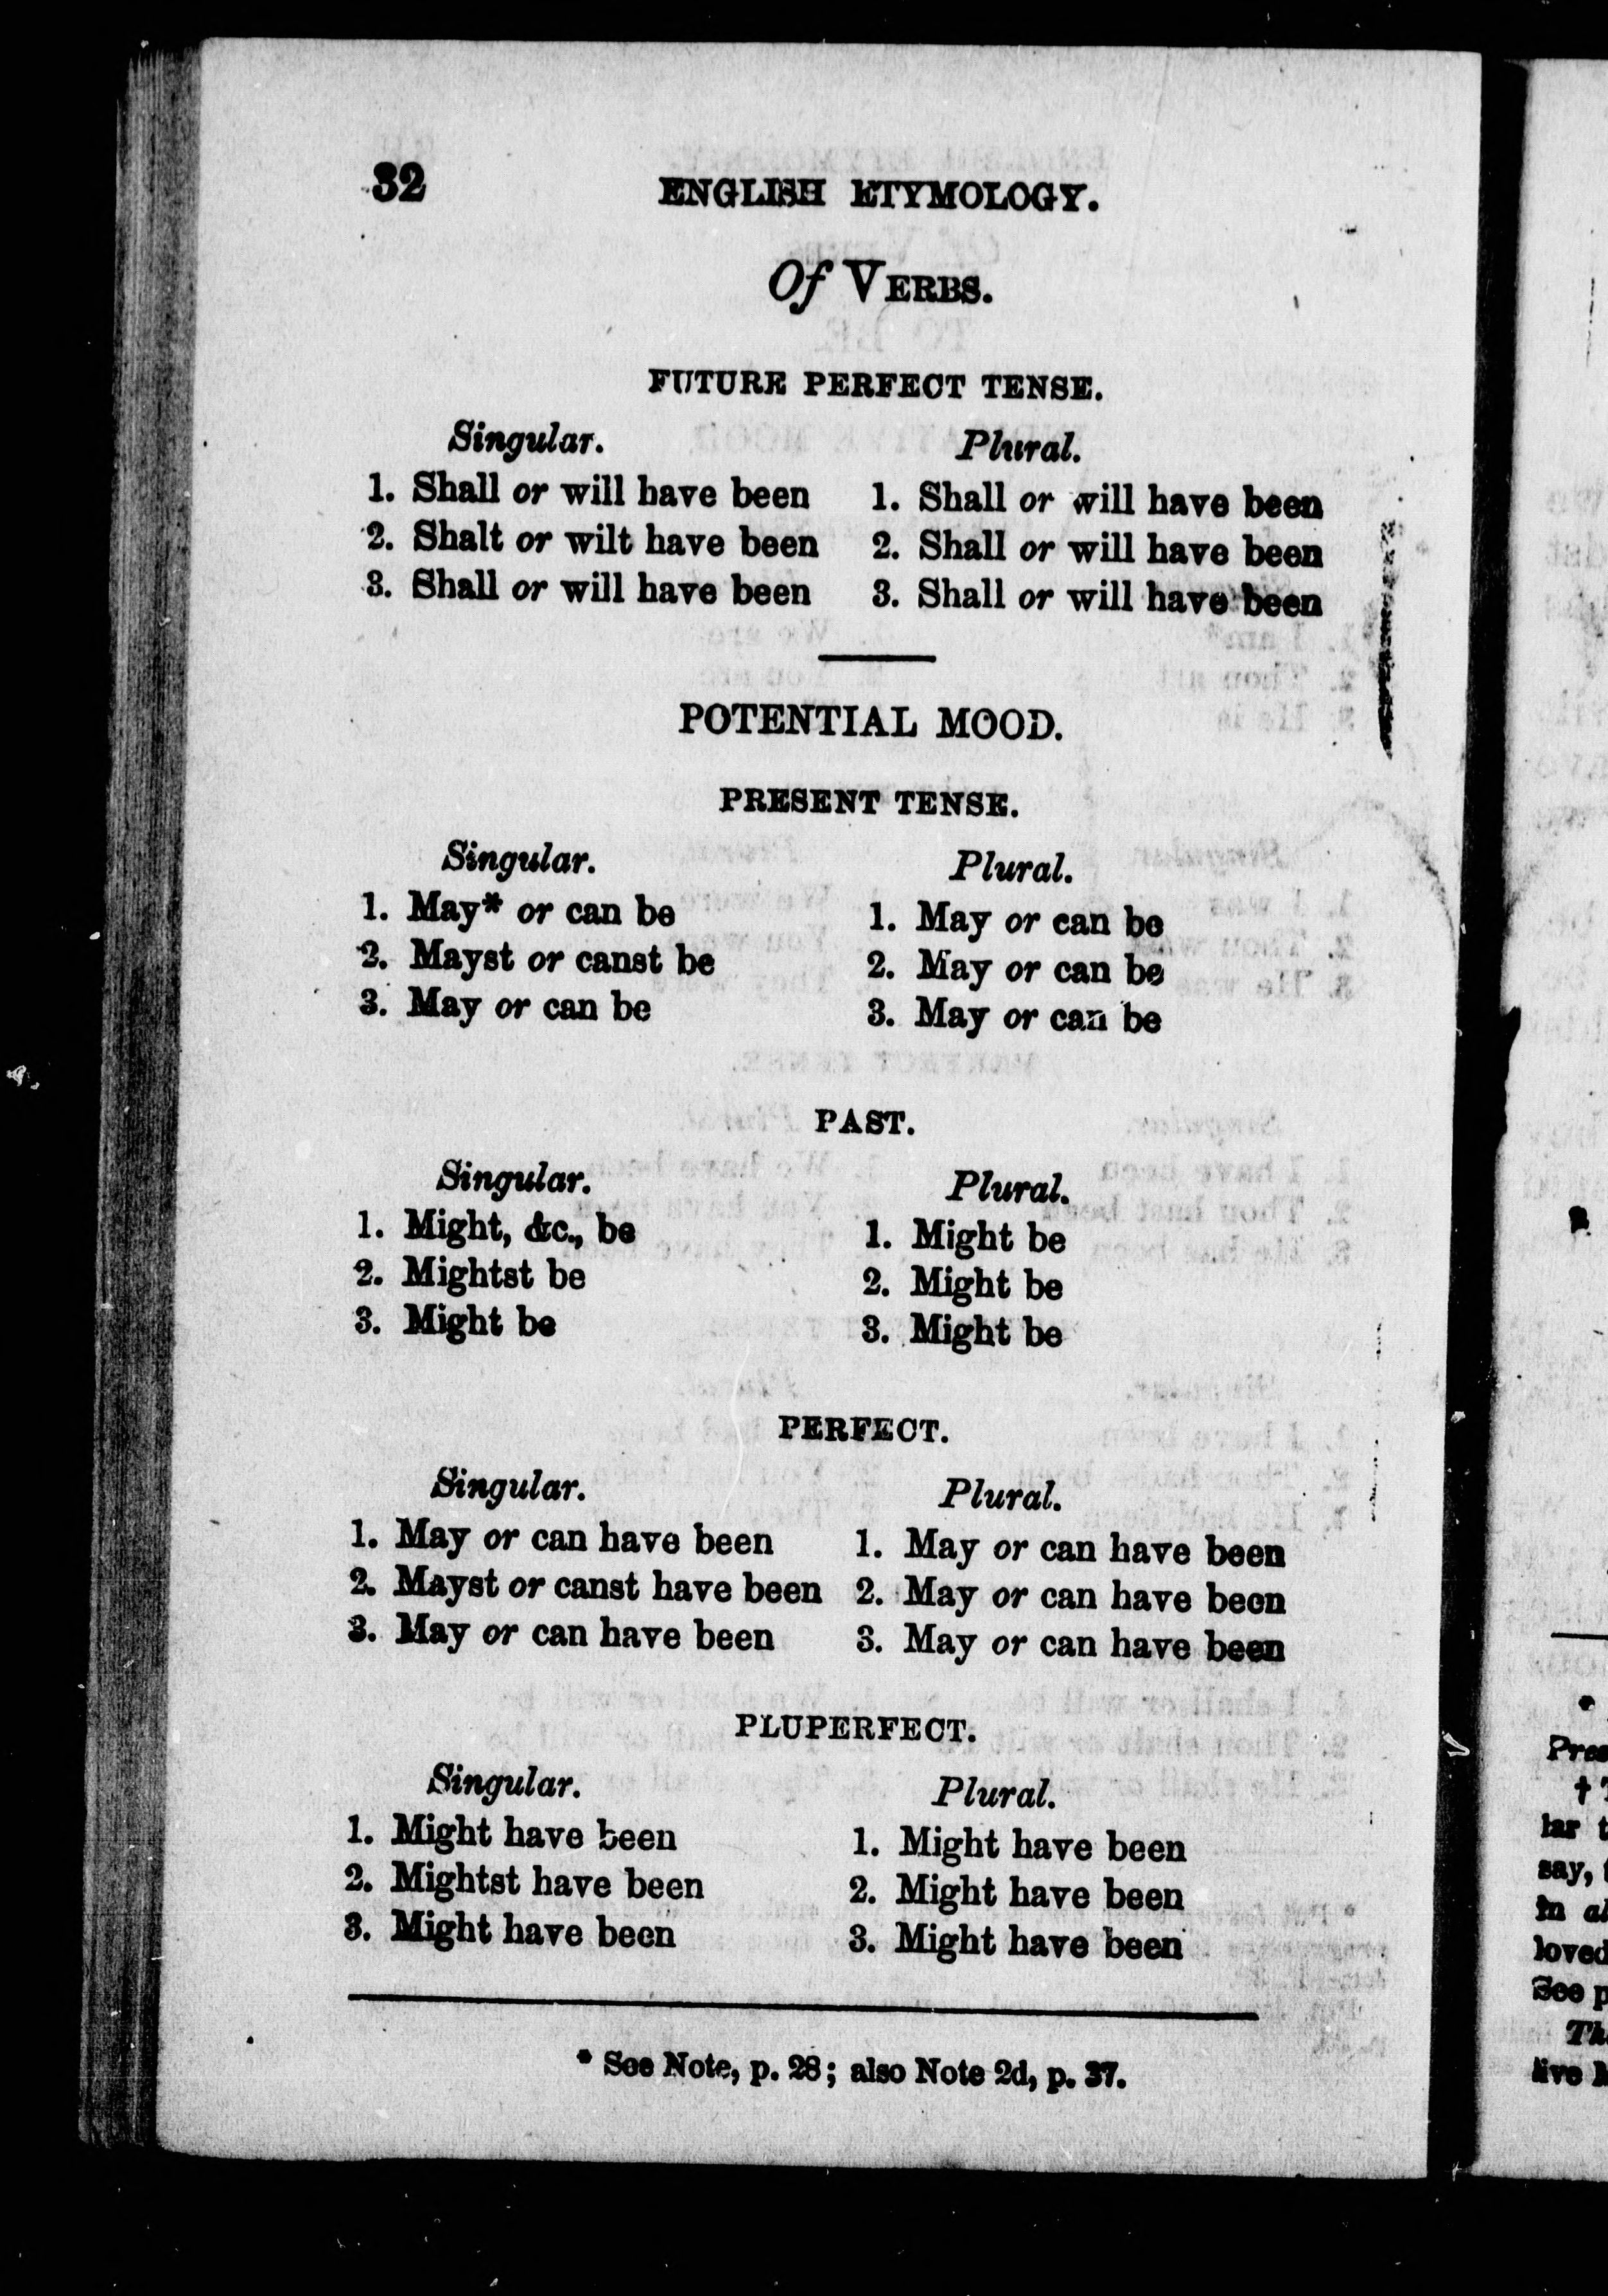 32 ENGLISH ETYMOLOGY.
Of VERBS.
FUTURE PERFECT TENSE.
Singular. Plural.
1. Shall or will have been 1. Shall or will have been
2. Shalt or wilt have been 2. Shall or will have been
3. Shall or will have been 3. Shall or will have been
POTENTIAL MOOD.
PRESENT TENSE.
Singular. Plural.
1. May* or can be 1. May or can be
2. Mayst or canst be 2. May or can be
3. May or can be 3. May or can be
PAST.
Singular. Plural.
1. Might, &c., be 1. Might be
2. Mightst be 2. Might be
3. Might be 3. Might be
PERFECT.
Singular. Plural.
1. May or can have been 1. May or can have been
2. Mayst or canst have been 2. May or can have been
3. May or can have been 3. May or can have been
PLUPERFECT.
Singular. Plural.
1. Might have been 1. Might have been
2. Mightst have been 2. Might have been
3. Might have been 3. Might have been
* See Note, p. 28; also Note 2d, p. 37.
say,
loved
See